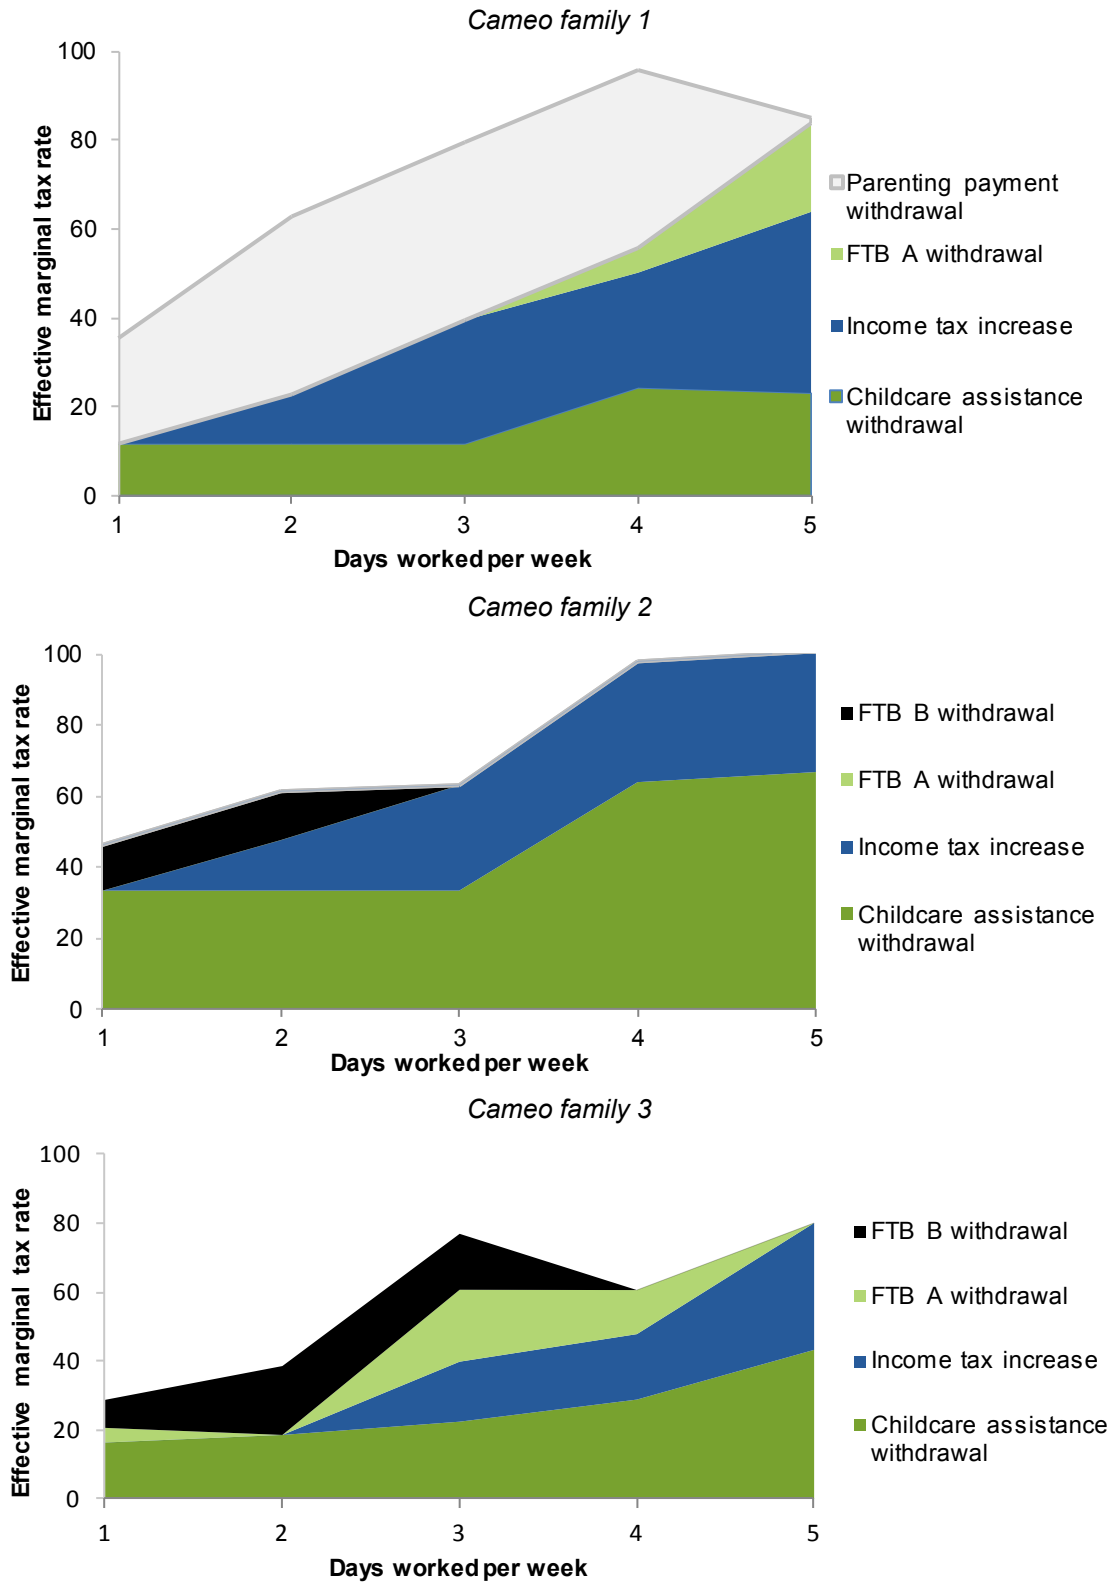 Cameo family 1
100
80
60
40
20
0
Effective marginal tax rate
1 2 3 4 5
Days worked per week
Parenting payment
withdrawal
FTB A withdrawal
Income tax increase
Childcare assistance
withdrawal
Cameo family 2
100
80
60
40
20
0
Effective marginal tax rate
1 2 3 4 5
Days worked per week
FTB B withdrawal
FTB A withdrawal
Income tax increase
Childcare assistance
withdrawal
Cameo family 3
100
80
60
40
20
0
Effective marginal tax rate
1 2 3 4 5
Days worked per week
FTB B withdrawal
FTB A withdrawal
Income tax increase
Childcare assistance
withdrawal